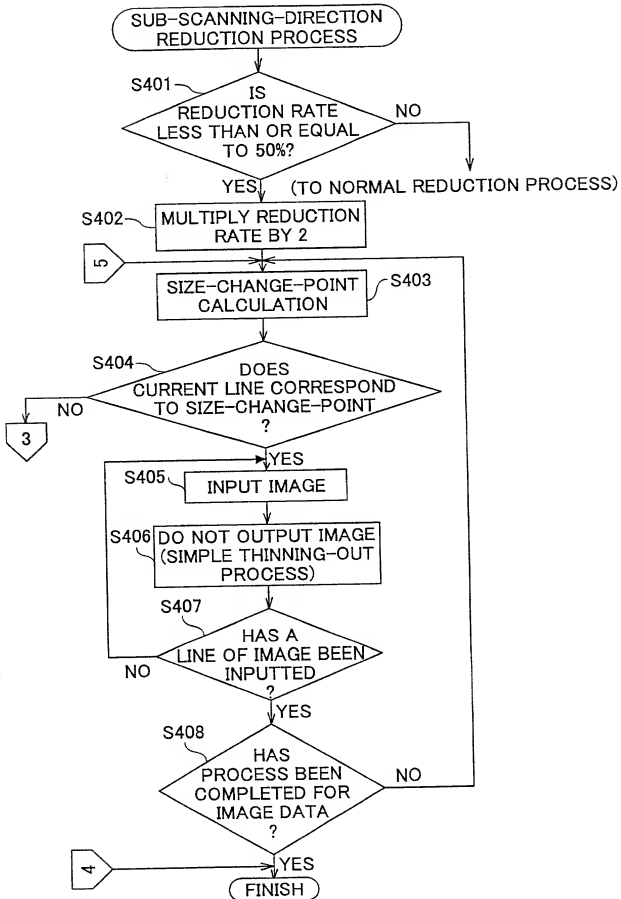 SUB-SCANNING-DIRECTION
REDUCTION PROCESS
S401
IS
REDUCTION RATE
LESS THAN OR EQUAL
TO 50%?
NO
YES
(TO NORMAL REDUCTION PROCESS)
S402
MULTIPLY REDUCTION
RATE BY 2
5
SIZE-CHANGE-POINT
CALCULATION
S403
S404
DOES
CURRENT LINE CORRESPOND
TO SIZE-CHANGE-POINT
?
NO
3
YES
S405
INPUT IMAGE
S406
DO NOT OUTPUT IMAGE
(SIMPLE THINNING-OUT
PROCESS)
S407
HAS A
LINE OF IMAGE BEEN
INPUTTED
?
NO
YES
S408
HAS
PROCESS BEEN
COMPLETED FOR
IMAGE DATA
?
NO
4
YES
FINISH